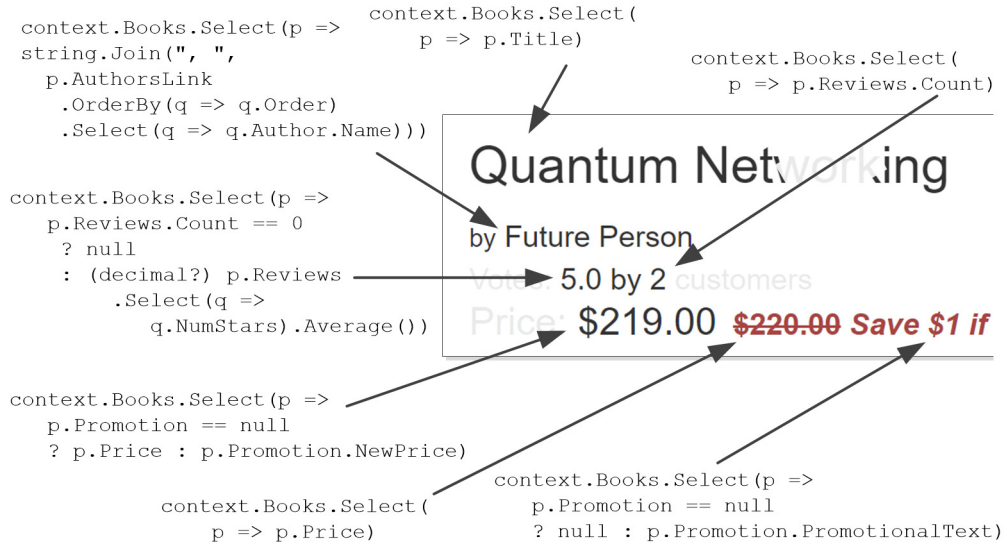 context.Books.Select(p =>
string.Join(", ",
p.AuthorsLink
.OrderBy(q => q.Order)
.Select(q => q.Author.Name)))
context.Books.Select(
p => p.Title)
context.Books.Select(
p => p.Reviews.Count)
Quantum Networking
by Future Person
Votes: 5.0 by 2 customers
Price: $219.00 $220.00 Save $1 if
context.Books.Select(p =>
p.Reviews.Count == 0
? null
: (decimal?) p.Reviews
.Select(q =>
q.NumStars).Average())
context.Books.Select(p =>
p.Promotion == null
? p.Price : p.Promotion.NewPrice)
context.Books.Select(
p => p.Price)
context.Books.Select(p =>
p.Promotion == null
? null : p.Promotion.PromotionalText)